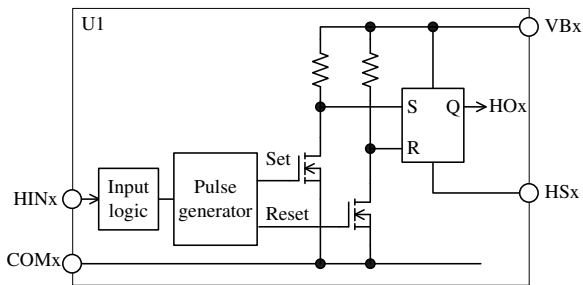 U1
VBx
S
Q
HOx
R
Set
HSx
HINx
Input
logic
Pulse
generator
Reset
COMx